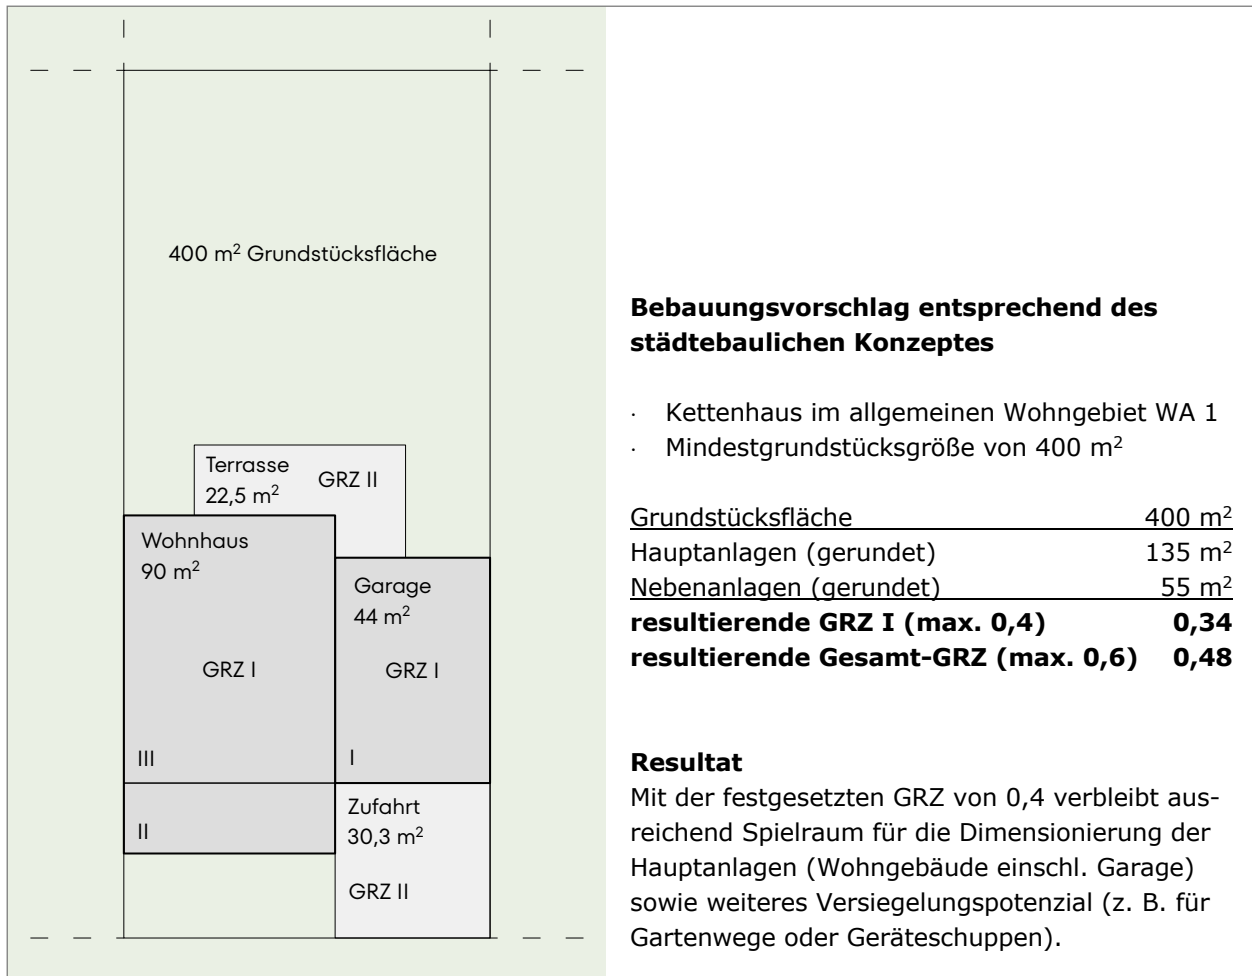 400 m² Grundstücksfläche
Terrasse
22,5 m²
GRZ II
Wohnhaus
90 m²
GRZ I
III
II
Garage
44 m²
GRZ I
I
Zufahrt
30,3 m²
GRZ II
Bebauungsvorschlag entsprechend des
städtebaulichen Konzeptes
· Kettenhaus im allgemeinen Wohngebiet WA 1
· Mindestgrundstücksgröße von 400 m²
Grundstücksfläche 400 m²
Hauptanlagen (gerundet) 135 m²
Nebenanlagen (gerundet) 55 m²
resultierende GRZ I (max. 0,4) 0,34
resultierende Gesamt-GRZ (max. 0,6) 0,48
Resultat
Mit der festgesetzten GRZ von 0,4 verbleibt aus-
reichend Spielraum für die Dimensionierung der
Hauptanlagen (Wohngebäude einschl. Garage)
sowie weiteres Versiegelungspotenzial (z. B. für
Gartenwege oder Geräteschuppen).